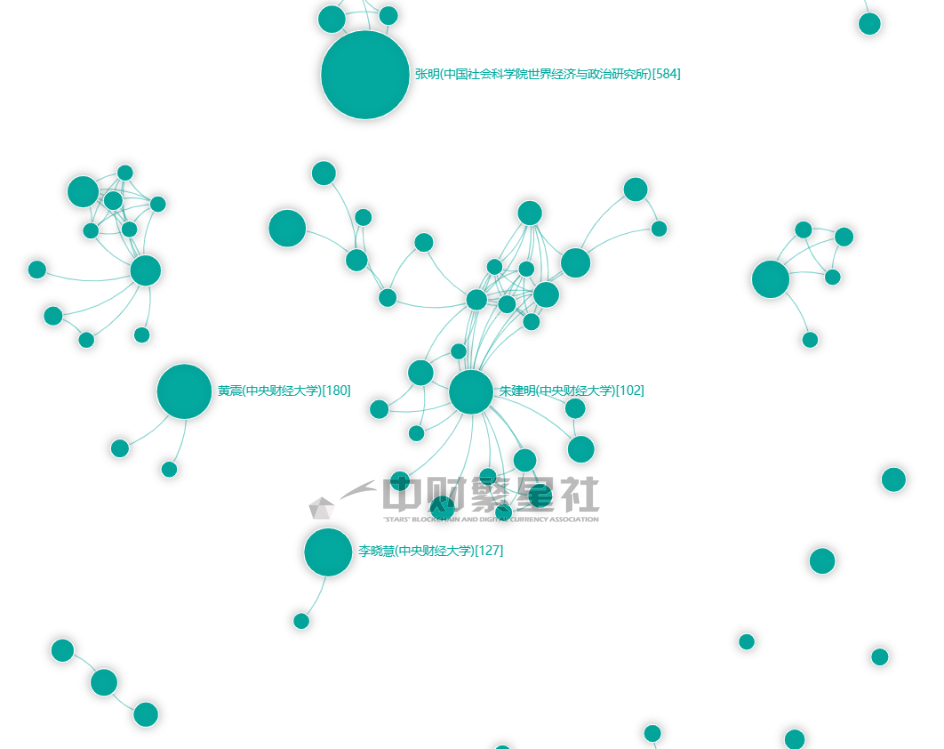 张明(中国社会科学院世界经济与政治研究所)[584]
黄震(中央财经大学)[180]
朱建明(中央财经大学)[102]
中财繁星社
"STARS" BLOCKCHAIN AND DIGITAL CURRENCY ASSOCIATION
李晓慧(中央财经大学)[127]